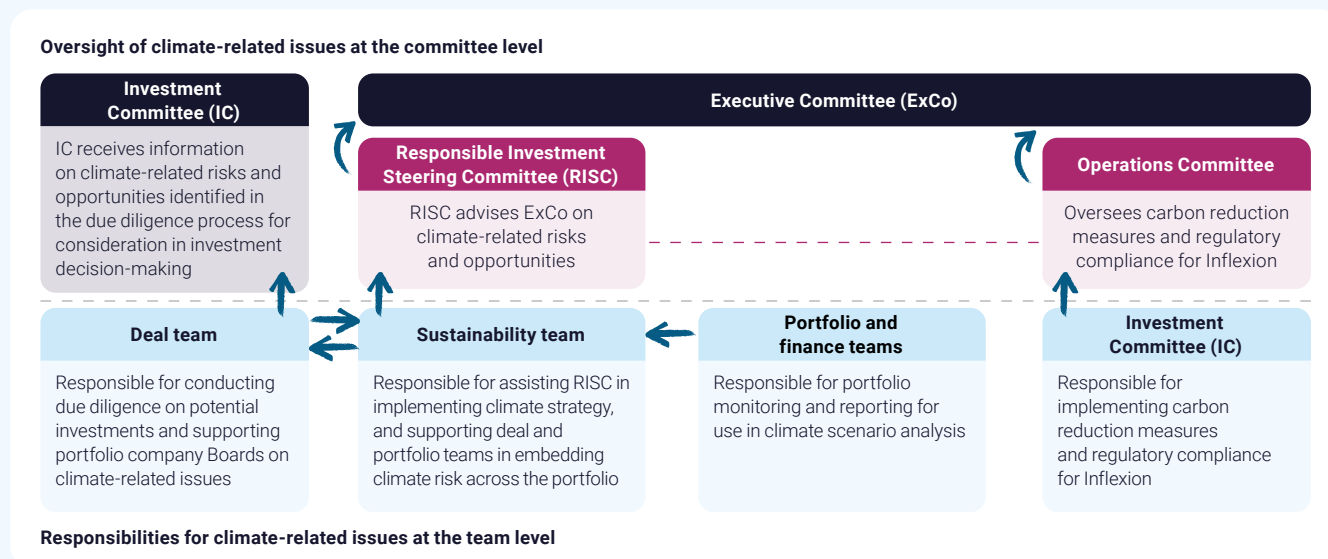 Oversight of climate-related issues at the committee level
Investment
Committee (IC)
IC receives information
on climate-related risks and
opportunities identified in
the due diligence process for
consideration in investment
decision-making
Executive Committee (ExCo)
Responsible Investment
Steering Committee (RISC)
RISC advises ExCo on
climate-related risks
and opportunities
Operations Committee
Oversees carbon reduction
measures and regulatory
compliance for Inflexion
Deal team
Responsible for conducting
due diligence on potential
investments and supporting
portfolio company Boards on
climate-related issues
Sustainability team
Responsible for assisting RISC in
implementing climate strategy,
and supporting deal and
portfolio teams in embedding
climate risk across the portfolio
Portfolio and
finance teams
Responsible for portfolio
monitoring and reporting for
use in climate scenario analysis
Investment
Committee (IC)
Responsible for
implementing carbon
reduction measures
and regulatory compliance
for Inflexion
Responsibilities for climate-related issues at the team level